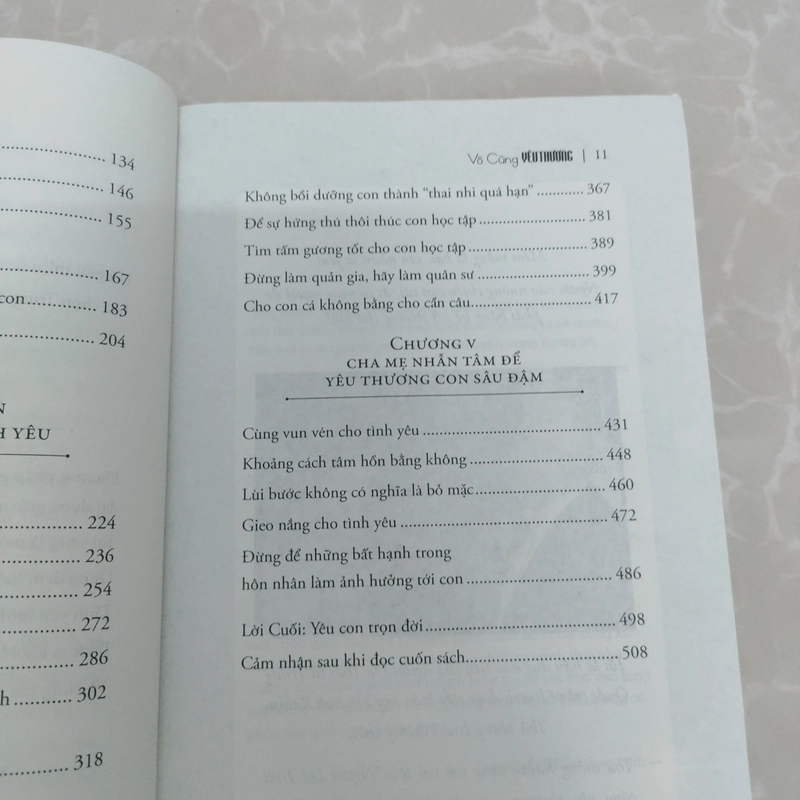 134
146
155
167
con 183
204
N
H YÊU
224
236
254
272
286
h 302
318
Vô Cùng YÊU THƯƠNG | 11
Không bồi dưỡng con thành “thai nhi quá hạn” 367
Để sự hứng thú thôi thúc con học tập 381
Tìm tấm gương tốt cho con học tập 389
Đừng làm quản gia, hãy làm quân sư 399
Cho con cá không bằng cho cần câu 417
CHƯƠNG V
CHA MẸ NHẪN TÂM ĐỂ
YÊU THƯƠNG CON SÂU ĐẬM
Cùng vun vén cho tình yêu 431
Khoảng cách tâm hồn bằng không 448
Lùi bước không có nghĩa là bỏ mặc 460
Gieo nắng cho tình yêu 472
Đừng để những bất hạnh trong
hôn nhân làm ảnh hưởng tới con 486
Lời Cuối: Yêu con trọn đời 498
Cảm nhận sau khi đọc cuốn sách 508